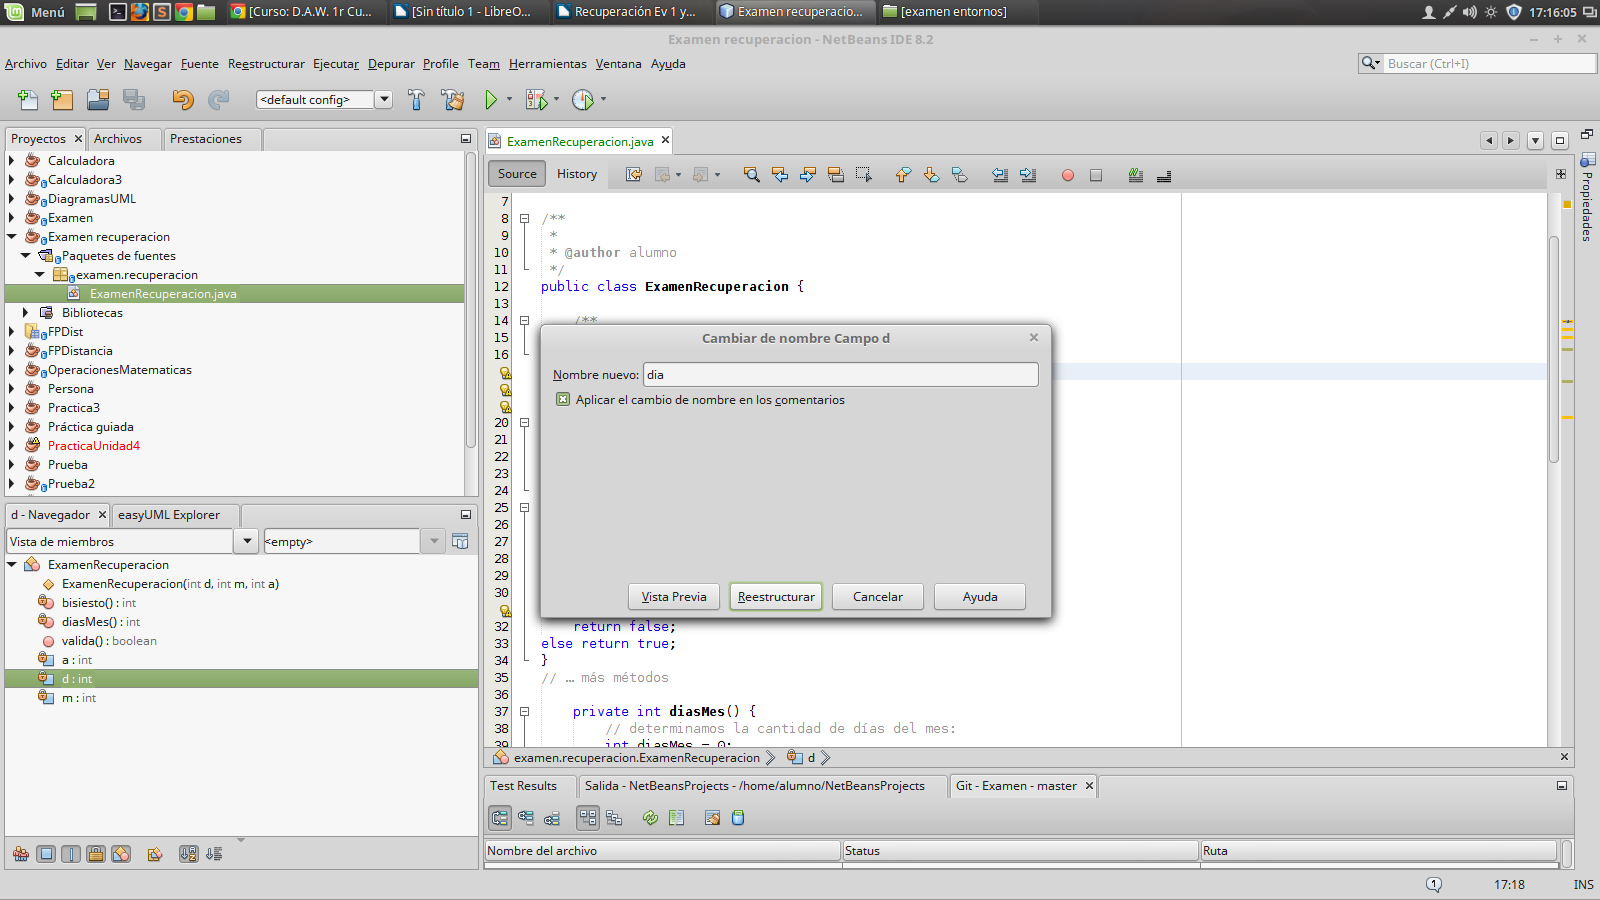 Menú
[Curso: D.A.W. 1r Cu...
[Sin título 1 - LibreO...
Recuperación Ev 1 y...
Examen recuperacio...
[examen entornos]
17:16:05
Examen recuperacion - NetBeans IDE 8.2
Archivo Editar Ver Navegar Fuente Reestructurar Ejecutar Depurar Profile Team Herramientas Ventana Ayuda
Buscar (Ctrl+I)
<default config>
Proyectos
Archivos
Prestaciones
Calculadora
Calculadora3
DiagramasUML
Examen
Examen recuperacion
Paquetes de fuentes
examen.recuperacion
ExamenRecuperacion.java
Bibliotecas
FPDist
FPDistancia
OperacionesMatematicas
Persona
Practica3
Práctica guiada
PracticaUnidad4
Prueba
Prueba2
d - Navegador
easyUML Explorer
Vista de miembros
<empty>
ExamenRecuperacion
ExamenRecuperacion(int d, int m, int a)
bisiesto() : int
diasMes() : int
valida() : boolean
a : int
d : int
m : int
ExamenRecuperacion.java
Source
History
Propiedades
7
8 /**
9 *
10 * @author alumno
11 */
12 public class ExamenRecuperacion {
13
14 /**
15
16
20
21
22
23
24
25
26
27
28
29
30
32 return false;
33 else return true;
34 }
35 // … más métodos
36
37 private int diasMes() {
38 // determinamos la cantidad de días del mes:
39 int diasMes = 0;
Cambiar de nombre Campo d
Nombre nuevo: dia
Aplicar el cambio de nombre en los comentarios
Vista Previa
Reestructurar
Cancelar
Ayuda
examen.recuperacion.ExamenRecuperacion
d
Test Results
Salida - NetBeansProjects - /home/alumno/NetBeansProjects
Git - Examen - master
Nombre del archivo
Status
Ruta
1
17:18
INS